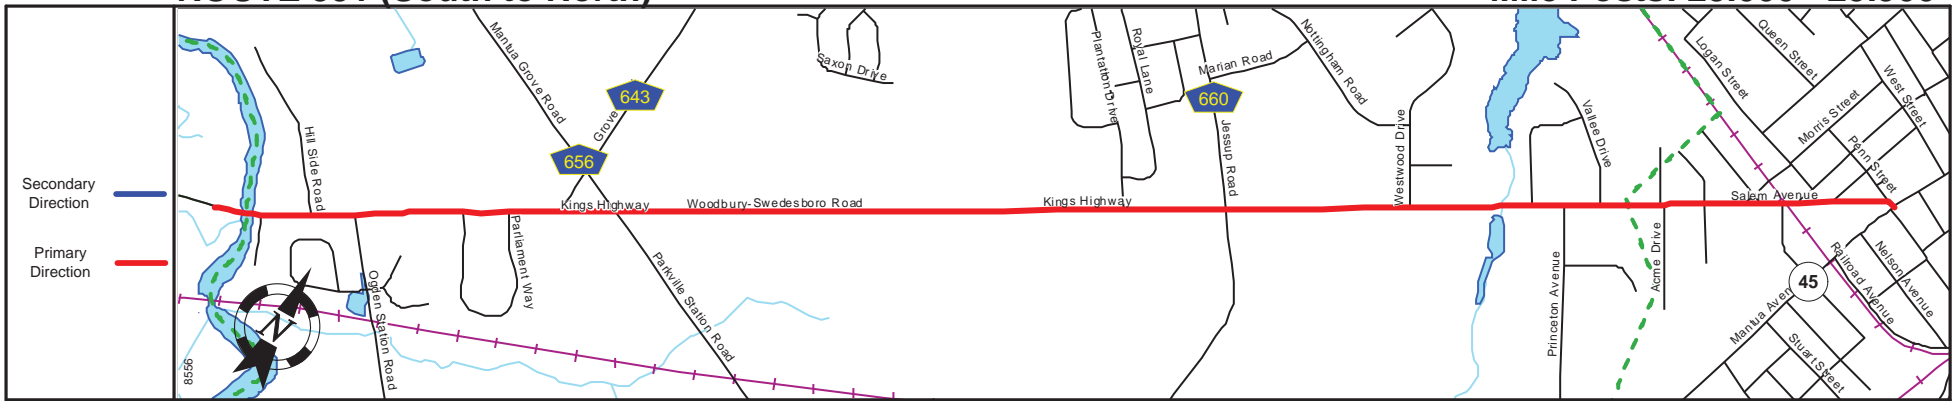 Secondary
Direction
Primary
Direction
Mantua Grove Road
Grove
643
656
Saxon Drive
Plantation Drive
Royal Lane
Marian Road
660
Nottingham Road
Jessup Road
Westwood Drive
Vallee Drive
Logan Street
Queen Street
West Street
Morris Street
Penn Street
Hill Side Road
Kings Highway
Woodbury-Swedesboro Road
Kings Highway
Salem Avenue
Ogden Station Road
Parliament Way
Parkville Station Road
Princeton Avenue
Acme Drive
45
Mantua Aven
Railroad Avenue
Nelson Avenue
Stuart Street
N
8556